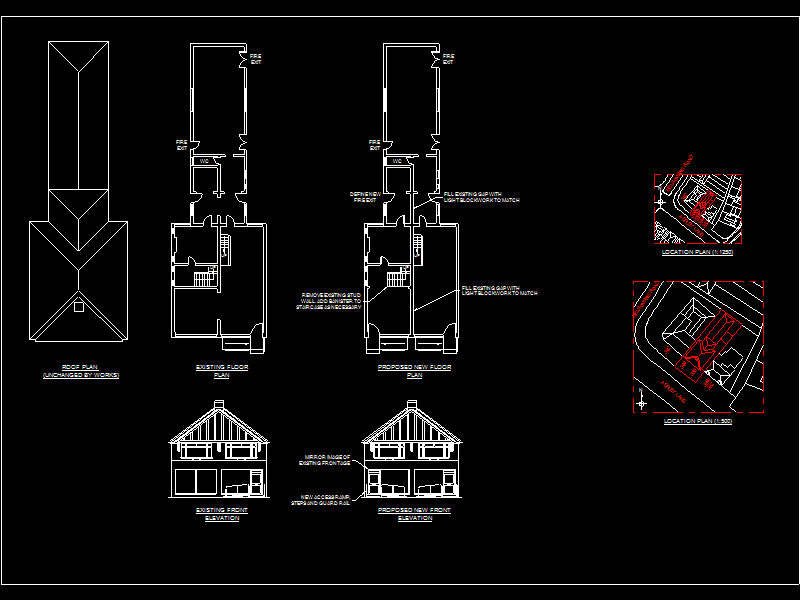 FIRE
EXIT
FIRE
EXIT
FIRE
EXIT
FIRE
EXIT
WC
WC
DEFINE NEW
FIRE EXIT
FILL EXISTING GAP WITH
LIGHT BLOCKWORK TO MATCH
LOCATION PLAN (1:1250)
REMOVE EXISTING STUD
WALL. ADD BANISTER TO
STAIRCASE AS NECESSARY
FILL EXISTING GAP WITH
LIGHT BLOCKWORK TO MATCH
ROOF PLAN
(UNCHANGED BY WORKS)
EXISTING FLOOR
PLAN
PROPOSED NEW FLOOR
PLAN
LOCATION PLAN (1:500)
MIRROR IMAGE OF
EXISTING FRONTAGE
NEW ACCESS RAMP,
STEPS AND GUARD RAIL
EXISTING FRONT
ELEVATION
PROPOSED NEW FRONT
ELEVATION